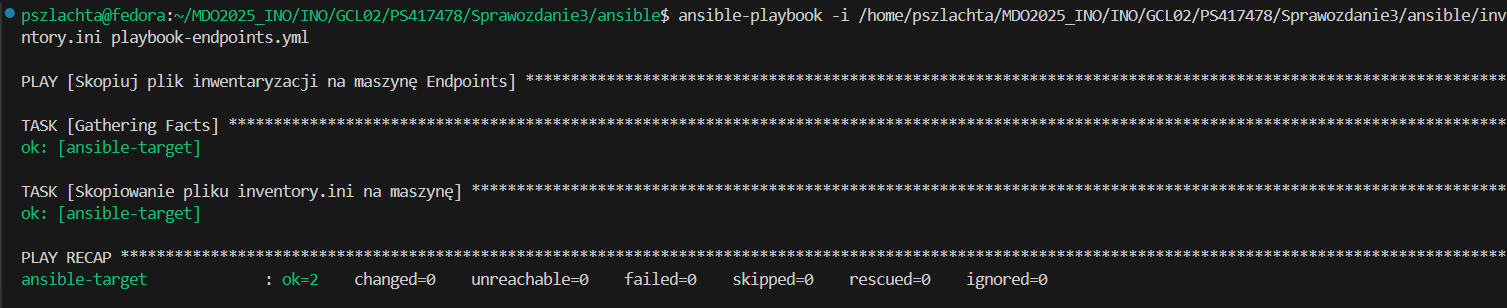 pszlachta@fedora:~/MDO2025_INO/INO/GCL02/PS417478/Sprawozdanie3/ansible$ ansible-playbook -i /home/pszlachta/MDO2025_INO/INO/GCL02/PS417478/Sprawozdanie3/ansible/inve
ntory.ini playbook-endpoints.yml
PLAY [Skopiuj plik inwentaryzacji na maszynę Endpoints] *************************************************************************************************************
TASK [Gathering Facts] **********************************************************************************************************************************************
ok: [ansible-target]
TASK [Skopiowanie pliku inventory.ini na maszynę] *******************************************************************************************************************
ok: [ansible-target]
PLAY RECAP **********************************************************************************************************************************************************
ansible-target             : ok=2    changed=0    unreachable=0    failed=0    skipped=0    rescued=0    ignored=0